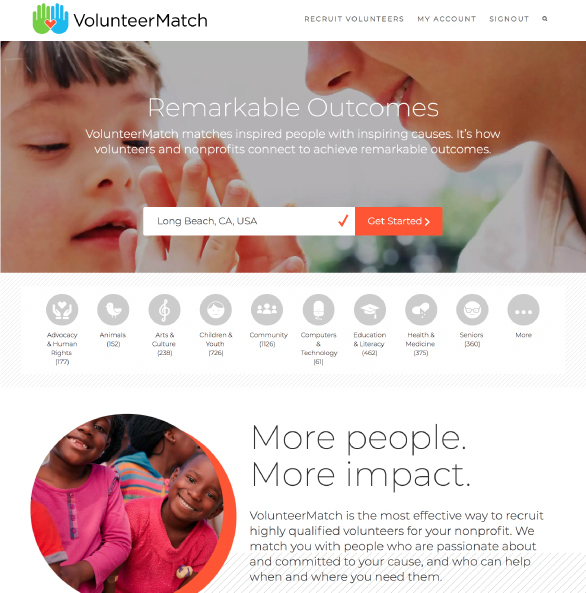 VolunteerMatch
RECRUIT VOLUNTEERS MY ACCOUNT SIGNOUT
Remarkable Outcomes
VolunteerMatch matches inspired people with inspiring causes. It's how
volunteers and nonprofits connect to achieve remarkable outcomes.
Long Beach, CA, USA
Get Started
Advocacy
& Human
Rights
(177)
Animals
(152)
Arts &
Culture
(238)
Children &
Youth
(726)
Community
(1126)
Computers
&
Technology
(61)
Education
& Literacy
(462)
Health &
Medicine
(375)
Seniors
(360)
More
More people.
More impact.
VolunteerMatch is the most effective way to recruit
highly qualified volunteers for your nonprofit. We
match you with people who are passionate about
and committed to your cause, and who can help
when and where you need them.